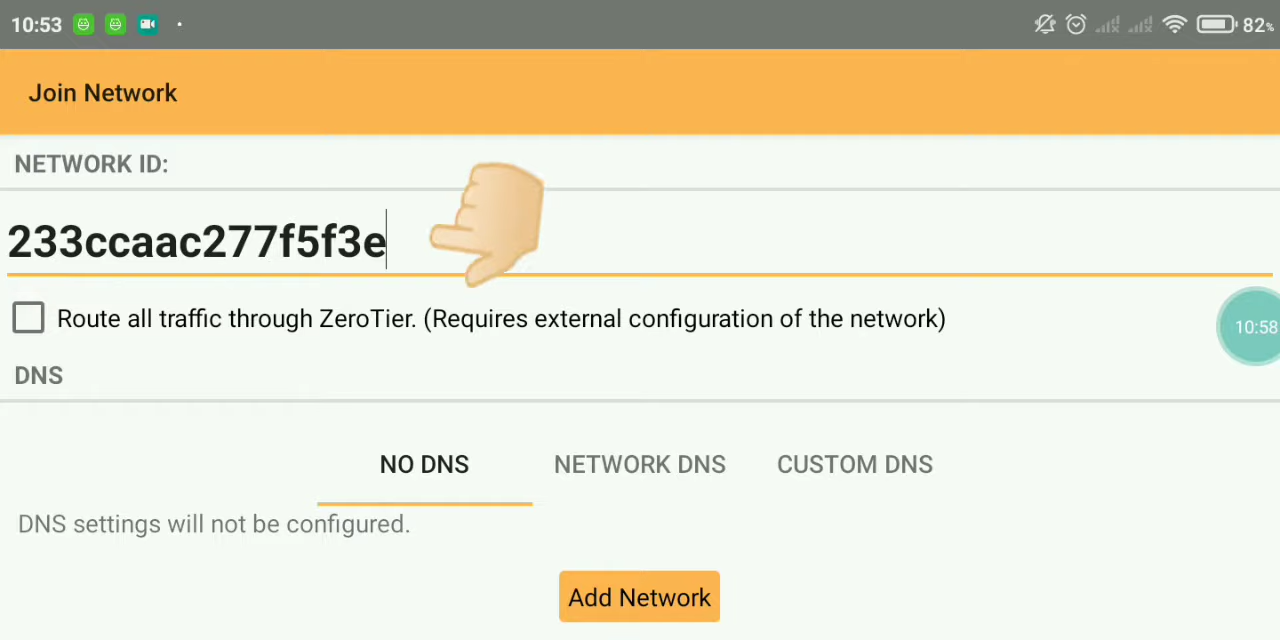 10:53 82%
Join Network
NETWORK ID:
233ccaac277f5f3e
Route all traffic through ZeroTier. (Requires external configuration of the network)
10:58
DNS
NO DNS NETWORK DNS CUSTOM DNS
DNS settings will not be configured.
Add Network